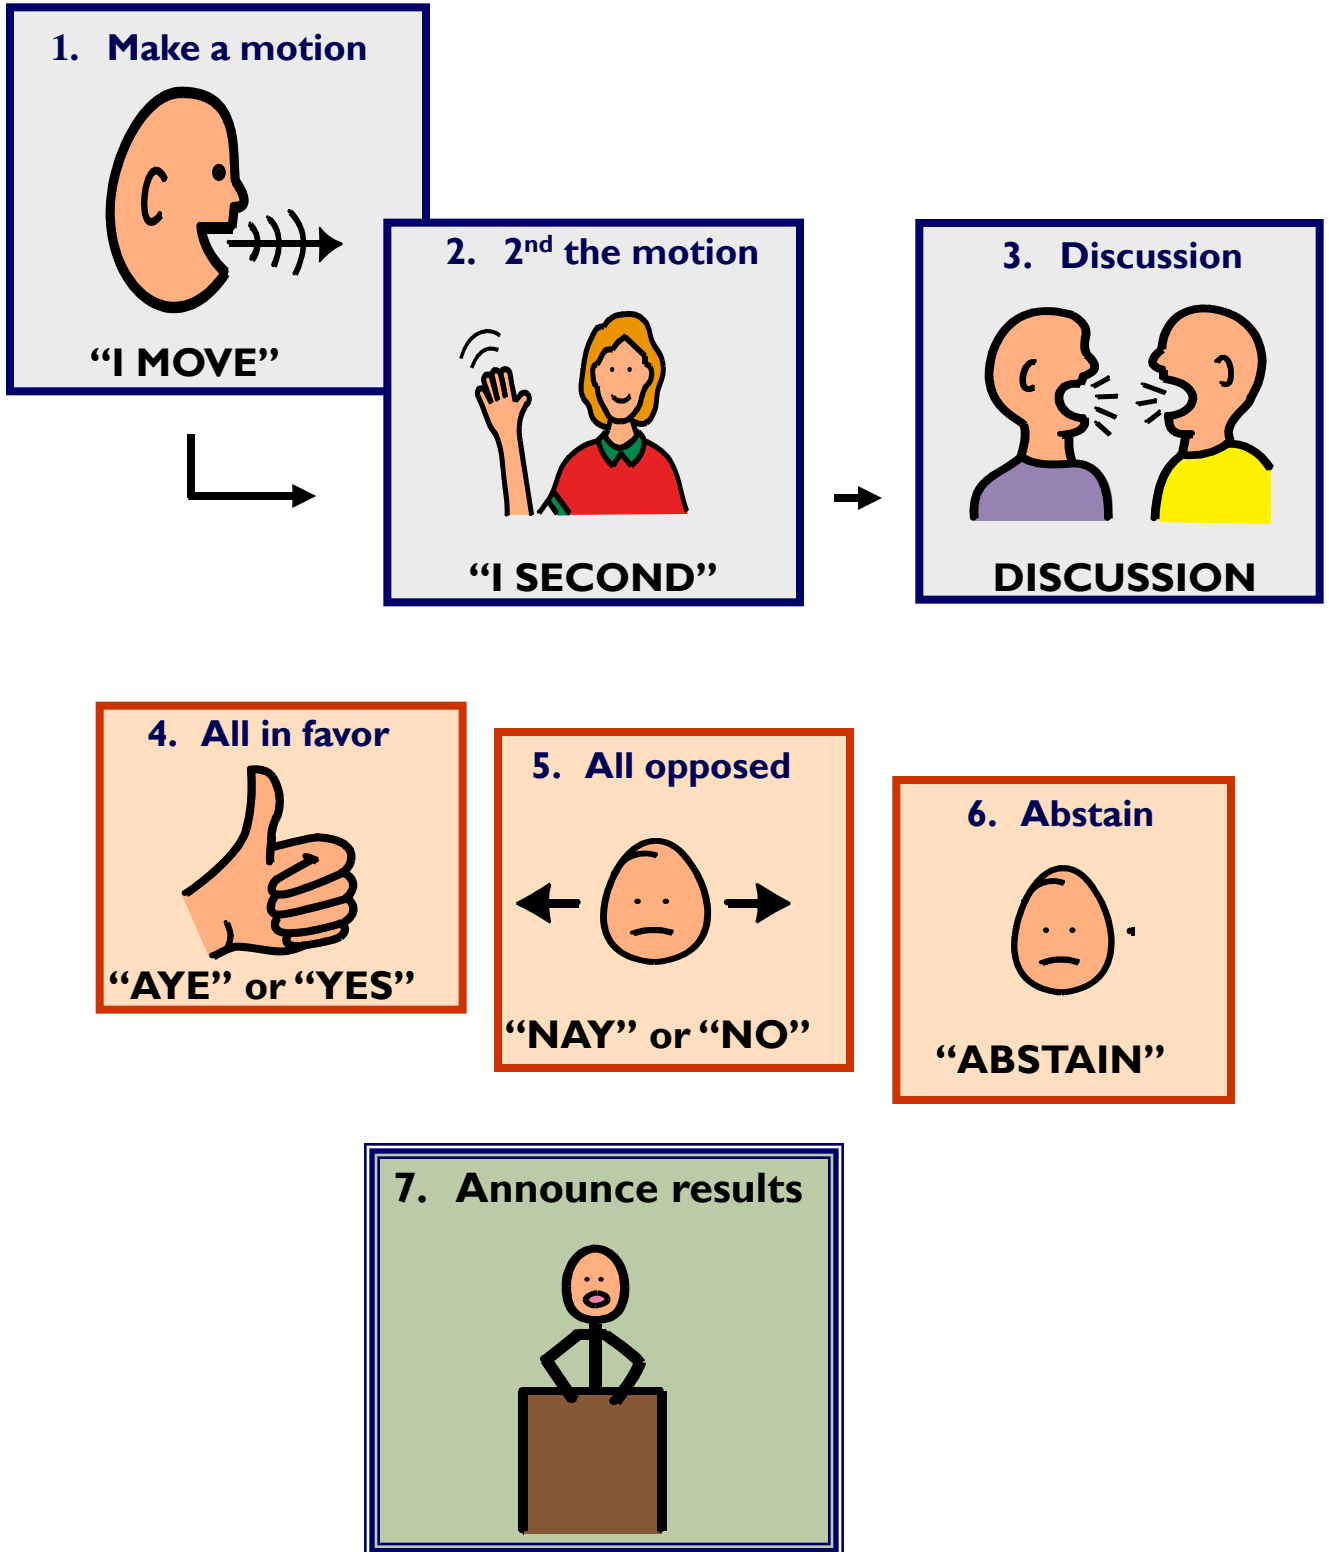 1. Make a motion
“I MOVE”
2. 2nd the motion
“I SECOND”
3. Discussion
DISCUSSION
4. All in favor
“AYE” or “YES”
5. All opposed
“NAY” or “NO”
6. Abstain
“ABSTAIN”
7. Announce results